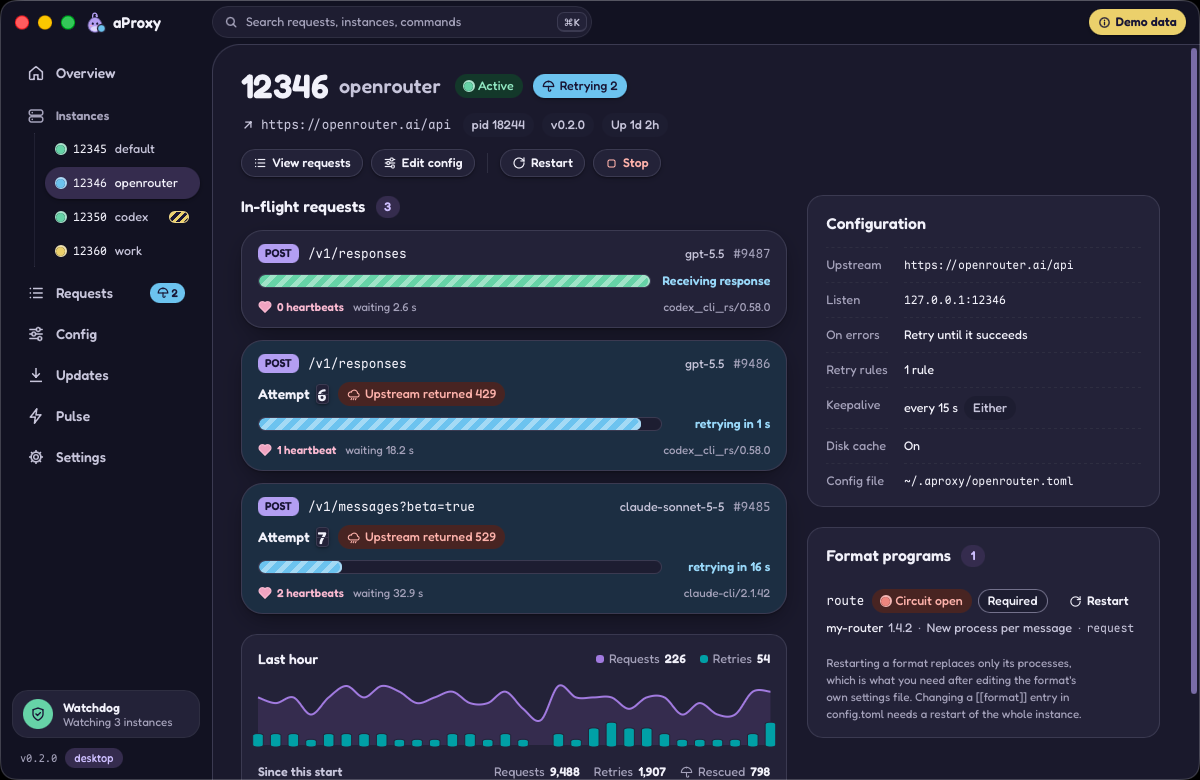 aProxy
Search requests, instances, commands
⌘K
Demo data
Overview
Instances
12345 default
12346 openrouter
12350 codex
12360 work
Requests 2
Config
Updates
Pulse
Settings
Watchdog
Watching 3 instances
v0.2.0 desktop
12346 openrouter Active Retrying 2
https://openrouter.ai/api pid 18244 v0.2.0 Up 1d 2h
View requests Edit config Restart Stop
In-flight requests 3
POST /v1/responses gpt-5.5 #9487
Receiving response
0 heartbeats waiting 2.6 s codex_cli_rs/0.58.0
POST /v1/responses gpt-5.5 #9486
Attempt 6 Upstream returned 429
retrying in 1 s
1 heartbeat waiting 18.2 s codex_cli_rs/0.58.0
POST /v1/messages?beta=true claude-sonnet-5-5 #9485
Attempt 7 Upstream returned 529
retrying in 16 s
2 heartbeats waiting 32.9 s claude-cli/2.1.42
Last hour Requests 226 Retries 54
Since this start Requests 9,488 Retries 1,907 Rescued 798
Configuration
Upstream https://openrouter.ai/api
Listen 127.0.0.1:12346
On errors Retry until it succeeds
Retry rules 1 rule
Keepalive every 15 s Either
Disk cache On
Config file ~/.aproxy/openrouter.toml
Format programs 1
route Circuit open Required Restart
my-router 1.4.2 · New process per message · request
Restarting a format replaces only its processes,
which is what you need after editing the format's
own settings file. Changing a [[format]] entry in
config.toml needs a restart of the whole instance.